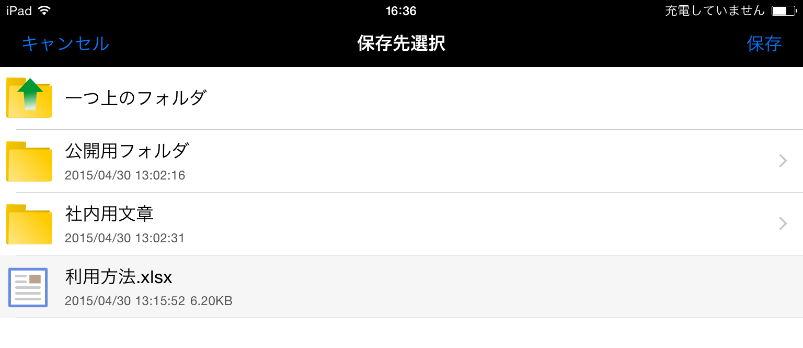 iPad 16:36 充電していません
キャンセル 保存先選択 保存
一つ上のフォルダ
公開用フォルダ
2015/04/30 13:02:16
社内用文章
2015/04/30 13:02:31
利用方法.xlsx
2015/04/30 13:15:52 6.20KB